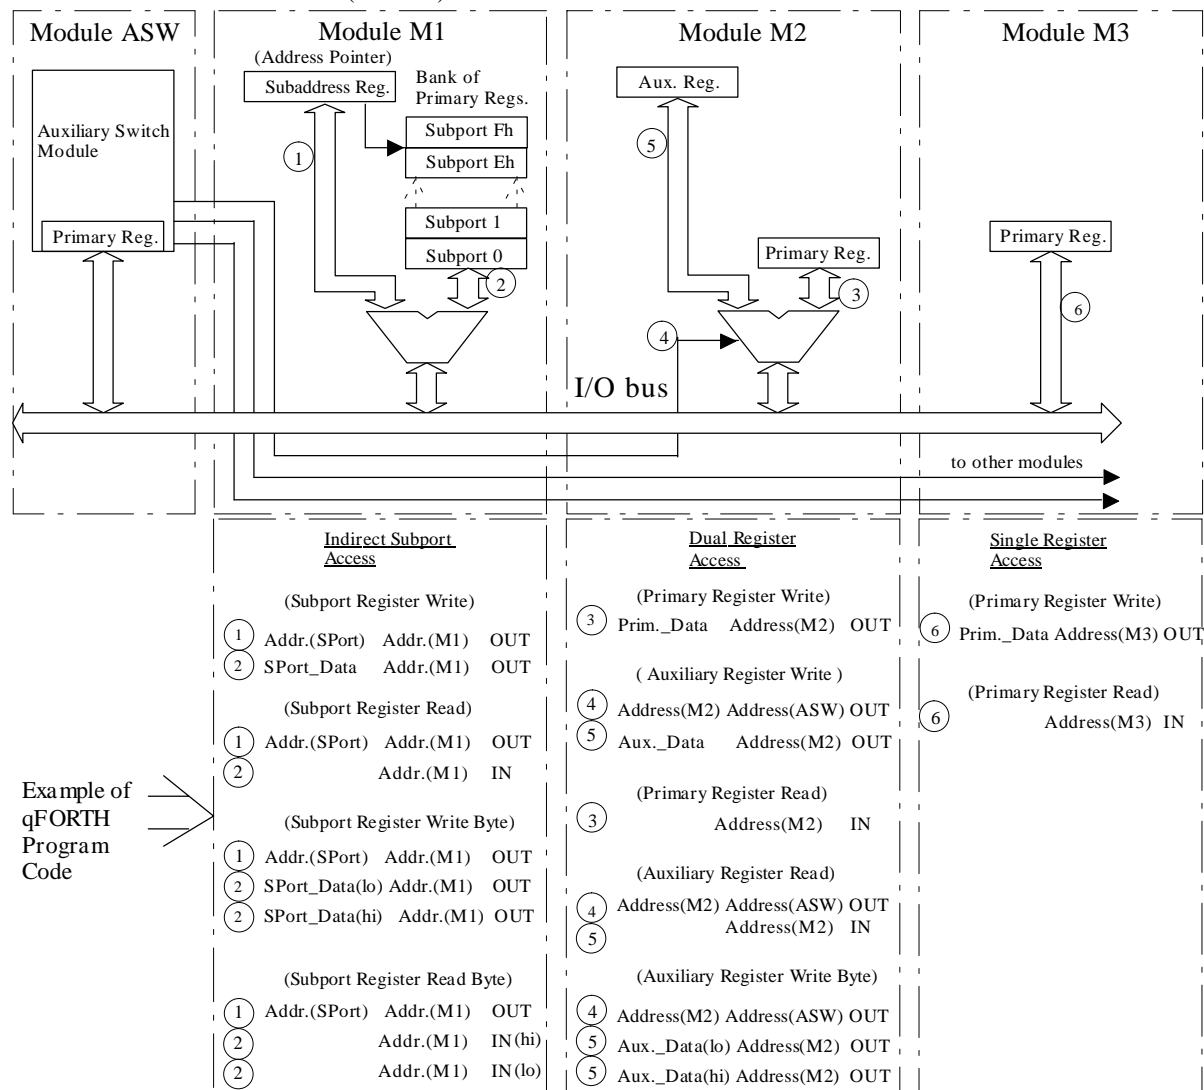 Module ASW
Module M1
Module M2
Module M3
(Address Pointer)
Subaddress Reg.
Bank of
Primary Regs.
Aux. Reg.
Auxiliary Switch
Module
Subport Fh
Subport Eh
1
5
Subport 1
Subport 0
Primary Reg.
Primary Reg.
Primary Reg.
2
3
4
6
I/O bus
to other modules
Indirect Subport
Access
(Subport Register Write)
1 Addr.(SPort) Addr.(M1) OUT
2 SPort_Data Addr.(M1) OUT
(Subport Register Read)
1 Addr.(SPort) Addr.(M1) OUT
2 Addr.(M1) IN
Example of
qFORTH
Program
Code
(Subport Register Write Byte)
1 Addr.(SPort) Addr.(M1) OUT
2 SPort_Data(lo) Addr.(M1) OUT
2 SPort_Data(hi) Addr.(M1) OUT
(Subport Register Read Byte)
1 Addr.(SPort) Addr.(M1) OUT
2 Addr.(M1) IN(hi)
2 Addr.(M1) IN(lo)
Dual Register
Access
(Primary Register Write)
3 Prim._Data Address(M2) OUT
( Auxiliary Register Write )
4 Address(M2) Address(ASW) OUT
5 Aux._Data Address(M2) OUT
(Primary Register Read)
3 Address(M2) IN
(Auxiliary Register Read)
4 Address(M2) Address(ASW) OUT
5 Address(M2) IN
(Auxiliary Register Write Byte)
4 Address(M2) Address(ASW) OUT
5 Aux._Data(lo) Address(M2) OUT
5 Aux._Data(hi) Address(M2) OUT
Single Register
Access
(Primary Register Write)
6 Prim._Data Address(M3) OUT
(Primary Register Read)
6 Address(M3) IN